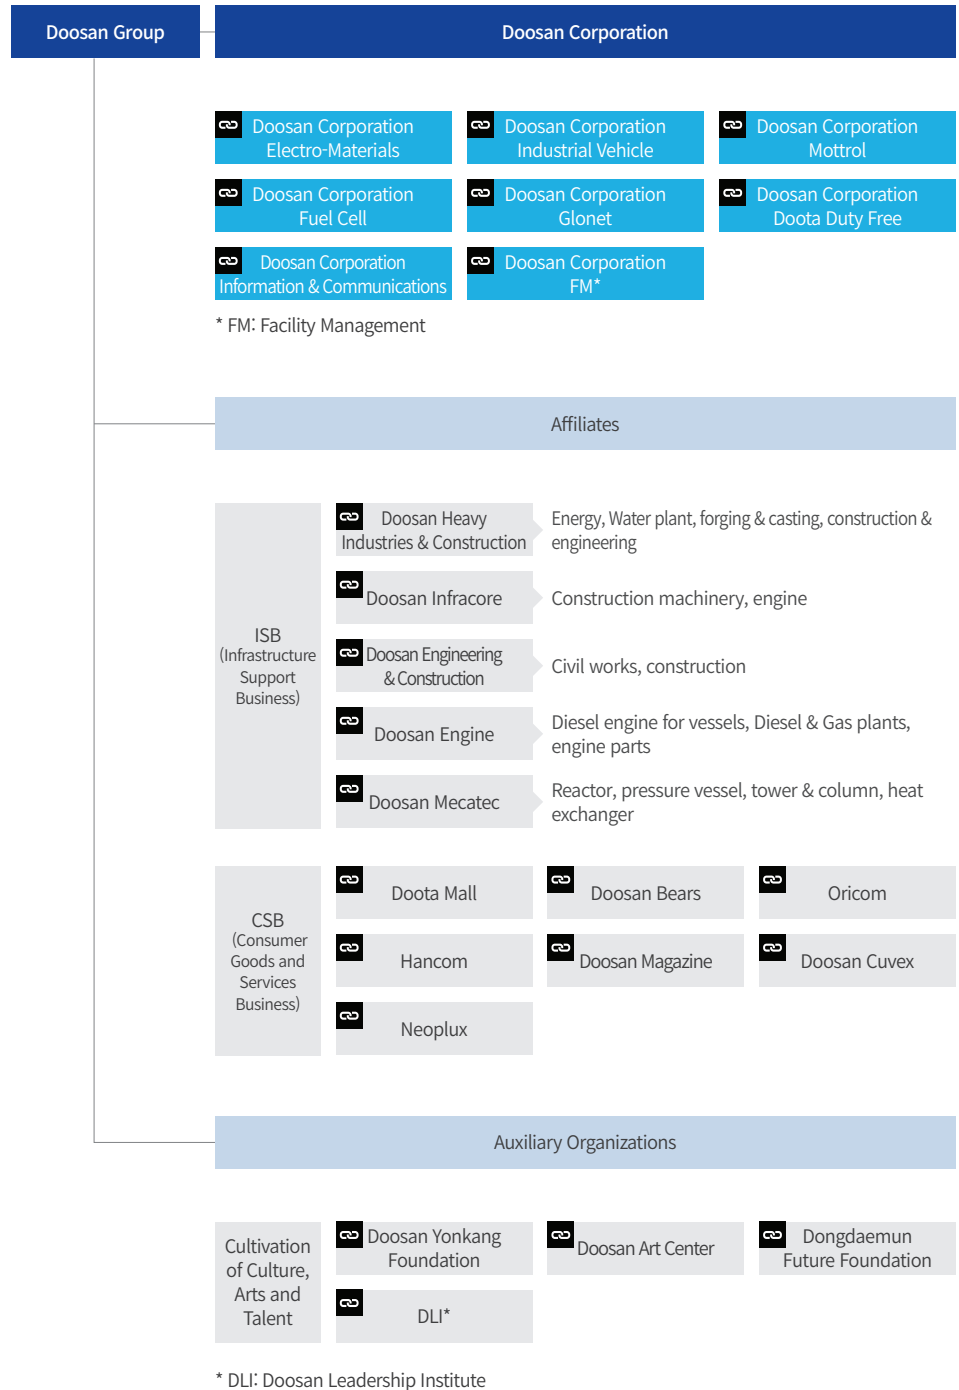 Doosan Group
Doosan Corporation
Doosan Corporation
Electro-Materials
Doosan Corporation
Industrial Vehicle
Doosan Corporation
Mottrol
Doosan Corporation
Fuel Cell
Doosan Corporation
Glonet
Doosan Corporation
Doota Duty Free
Doosan Corporation
Information & Communications
Doosan Corporation
FM*
* FM: Facility Management
Affiliates
ISB
(Infrastructure
Support
Business)
Doosan Heavy
Industries & Construction
Energy, Water plant, forging & casting, construction &
engineering
Doosan Infracore
Construction machinery, engine
Doosan Engineering
& Construction
Civil works, construction
Doosan Engine
Diesel engine for vessels, Diesel & Gas plants,
engine parts
Doosan Mecatec
Reactor, pressure vessel, tower & column, heat
exchanger
CSB
(Consumer
Goods and
Services
Business)
Doota Mall
Doosan Bears
Oricom
Hancom
Doosan Magazine
Doosan Cuvex
Neoplux
Auxiliary Organizations
Cultivation
of Culture,
Arts and
Talent
Doosan Yonkang
Foundation
Doosan Art Center
Dongdaemun
Future Foundation
DLI*
* DLI: Doosan Leadership Institute